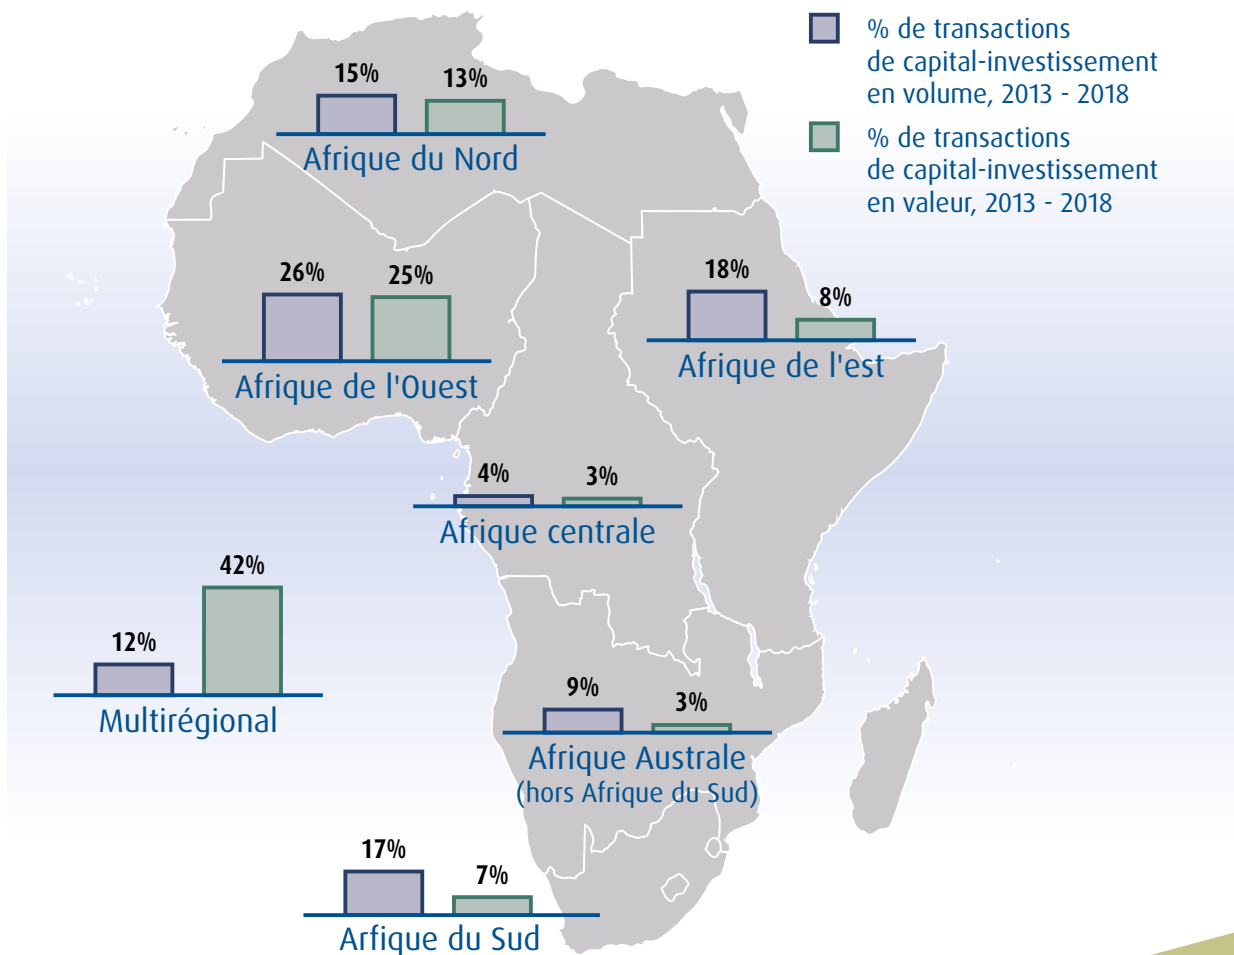 % de transactions
de capital-investissement
en volume, 2013 - 2018
% de transactions
de capital-investissement
en valeur, 2013 - 2018
15%
13%
Afrique du Nord
26%
25%
Afrique de l'Ouest
18%
8%
Afrique de l'est
4%
3%
Afrique centrale
12%
42%
Multirégional
9%
3%
Afrique Australe
(hors Afrique du Sud)
17%
7%
Arfique du Sud